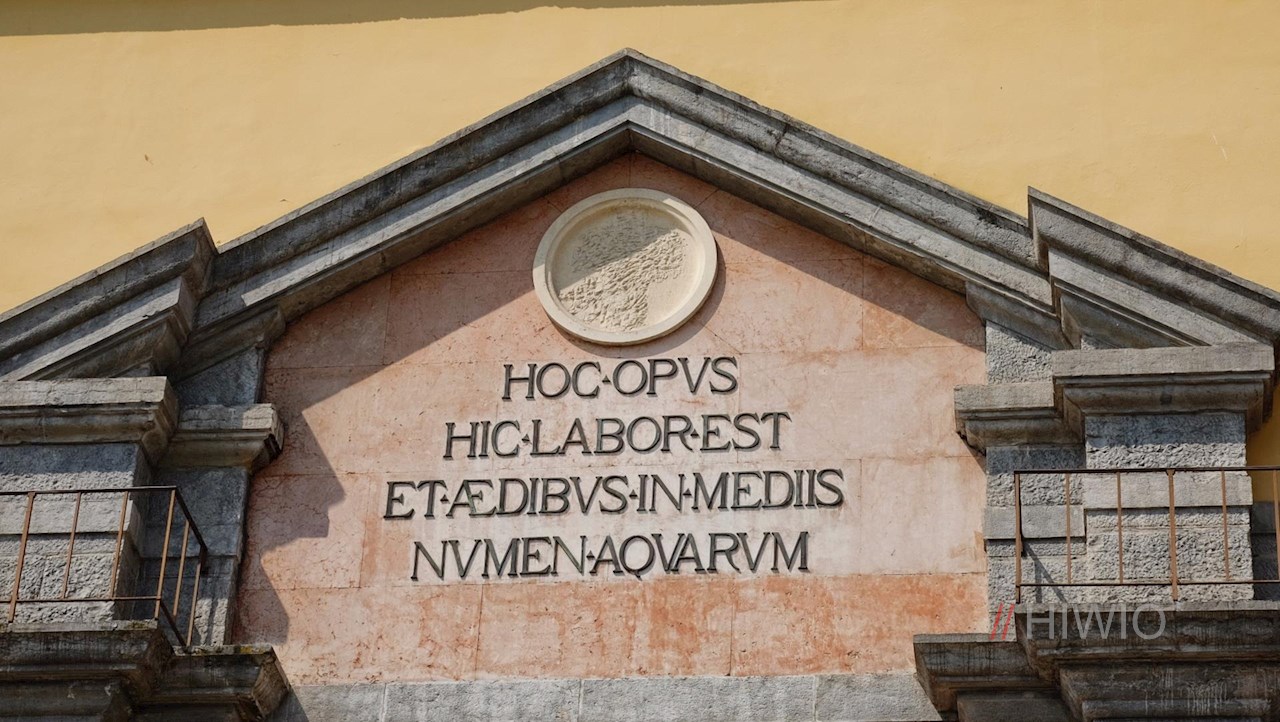 HOC·OPVS
HIC·LABOR·EST
ET·ÆDIBVS·IN·MEDIIS
NVMEN·AQVARVM
// HIWIO